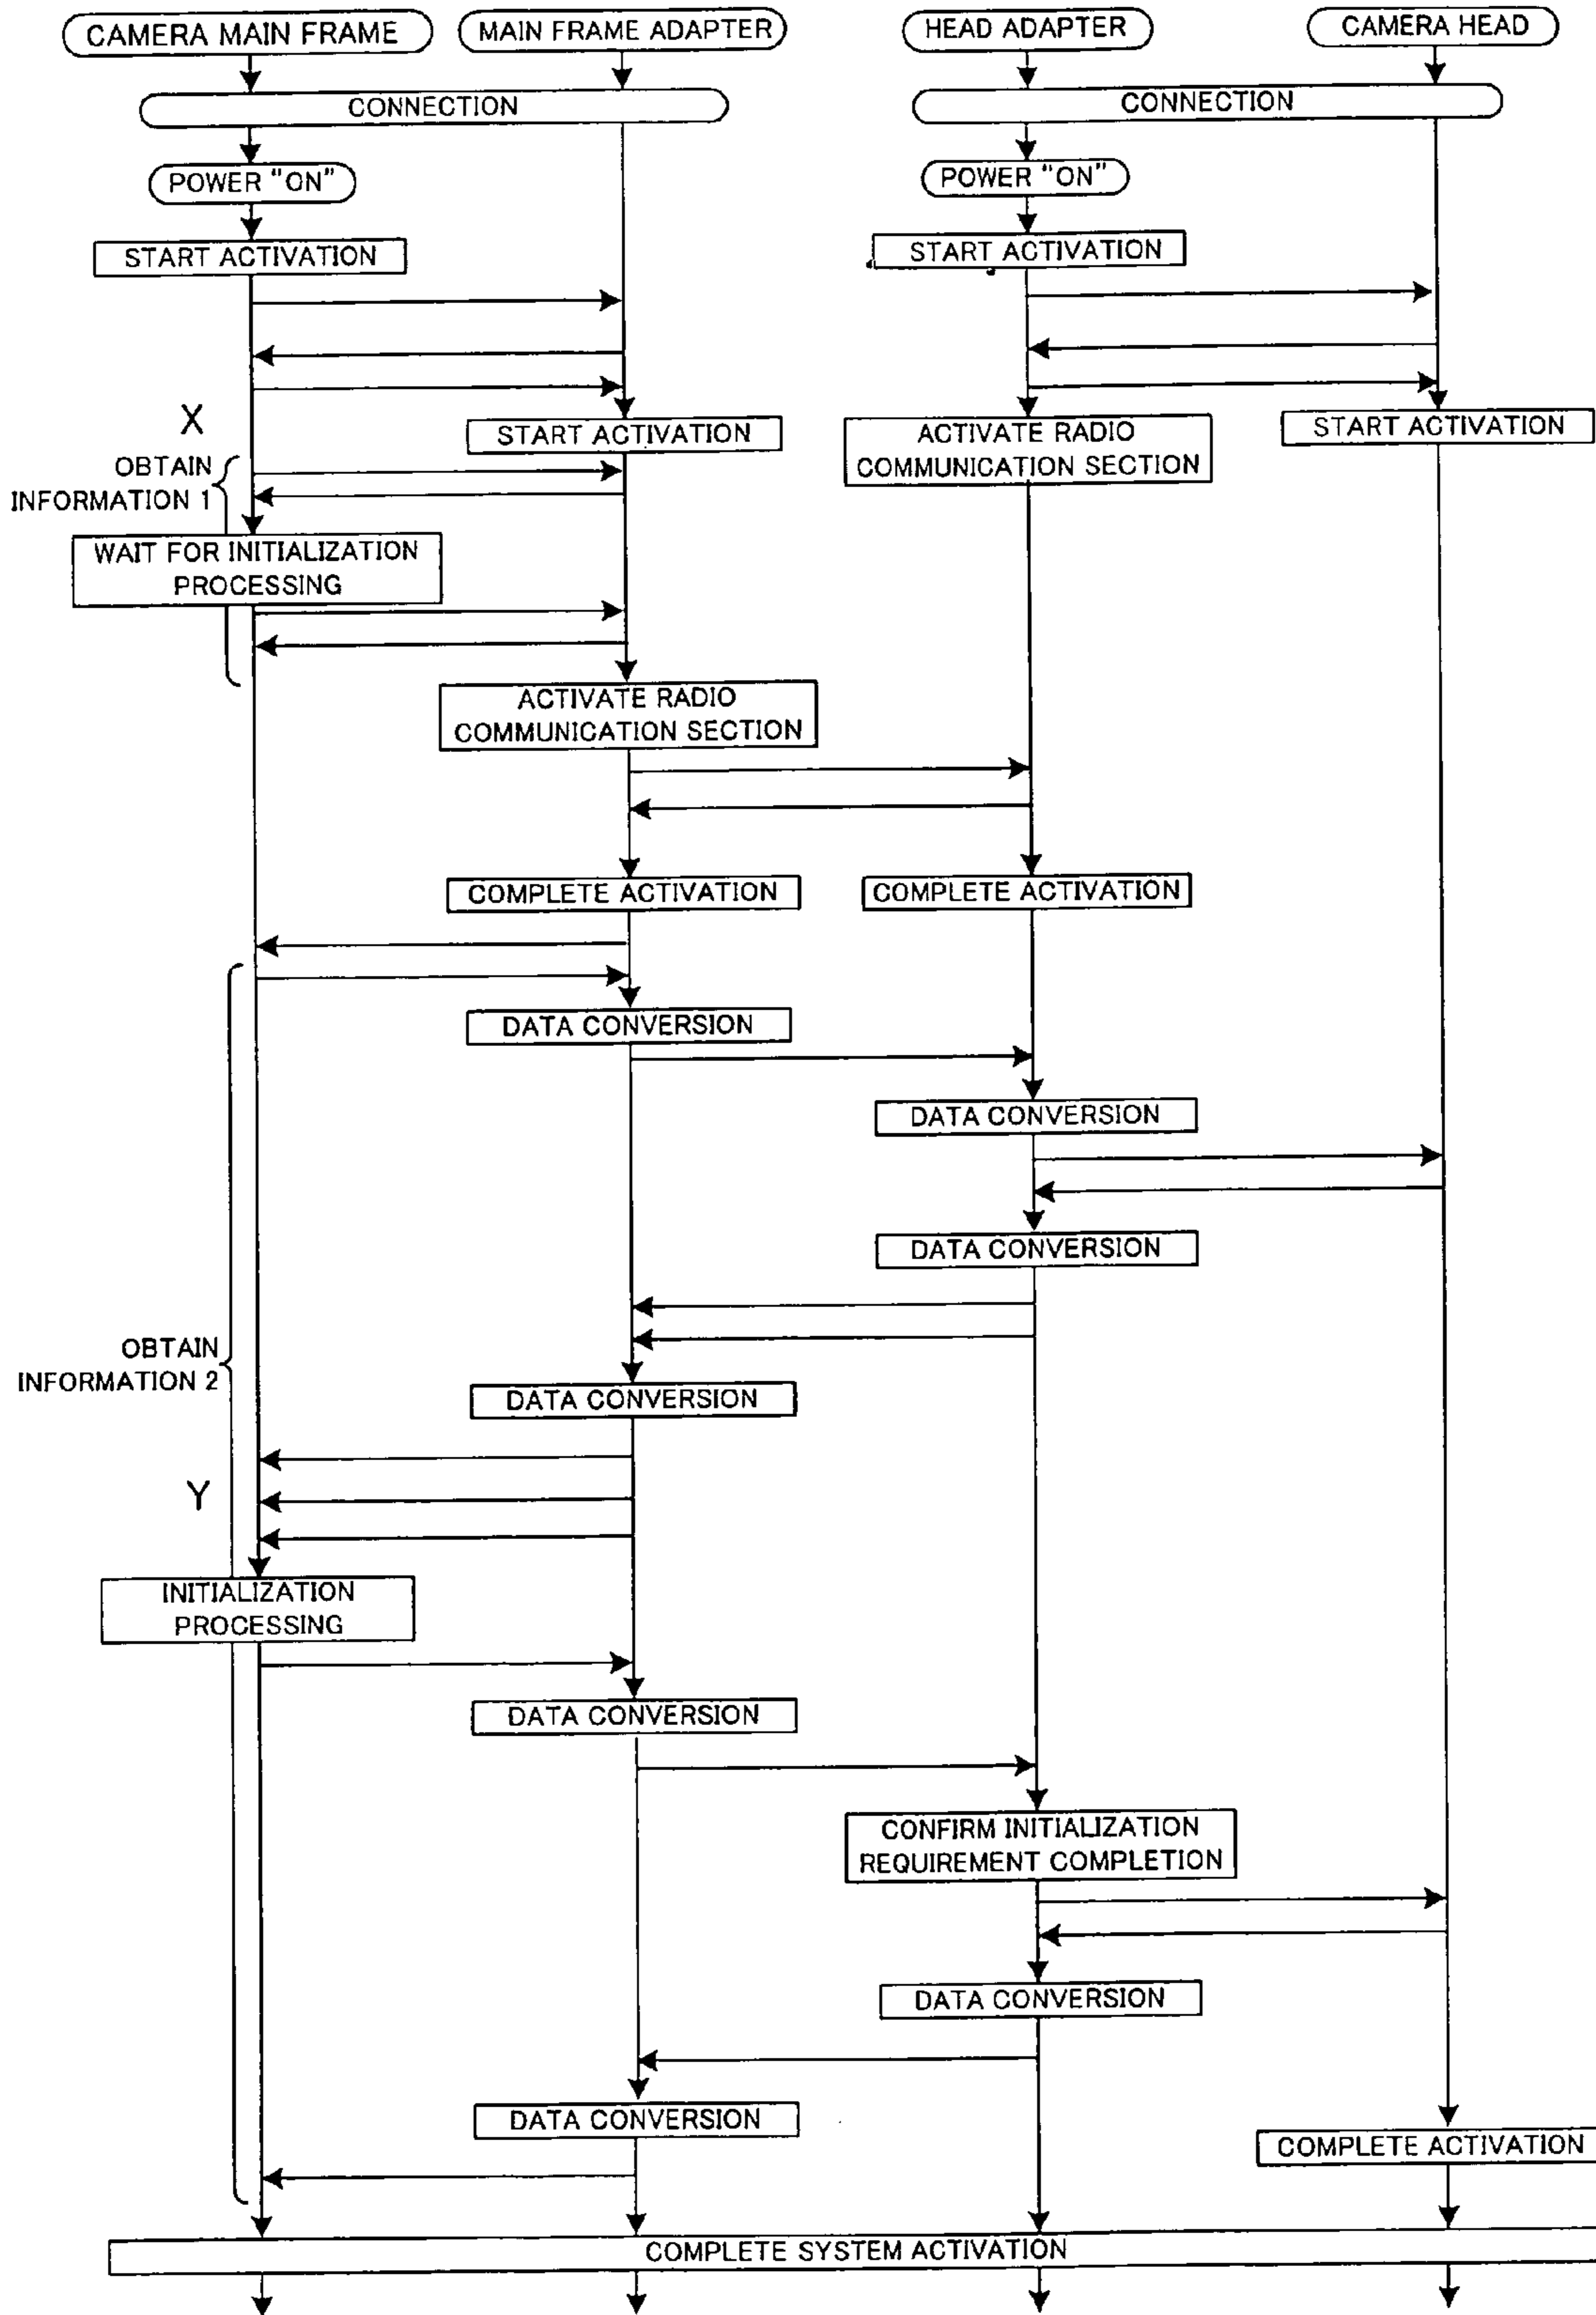 CAMERA MAIN FRAME
MAIN FRAME ADAPTER
HEAD ADAPTER
CAMERA HEAD
CONNECTION
CONNECTION
POWER "ON"
POWER "ON"
START ACTIVATION
START ACTIVATION
X
START ACTIVATION
ACTIVATE RADIO
COMMUNICATION SECTION
START ACTIVATION
OBTAIN
INFORMATION 1
WAIT FOR INITIALIZATION
PROCESSING
ACTIVATE RADIO
COMMUNICATION SECTION
COMPLETE ACTIVATION
COMPLETE ACTIVATION
DATA CONVERSION
DATA CONVERSION
DATA CONVERSION
OBTAIN
INFORMATION 2
DATA CONVERSION
Y
INITIALIZATION
PROCESSING
DATA CONVERSION
CONFIRM INITIALIZATION
REQUIREMENT COMPLETION
DATA CONVERSION
DATA CONVERSION
COMPLETE ACTIVATION
COMPLETE SYSTEM ACTIVATION